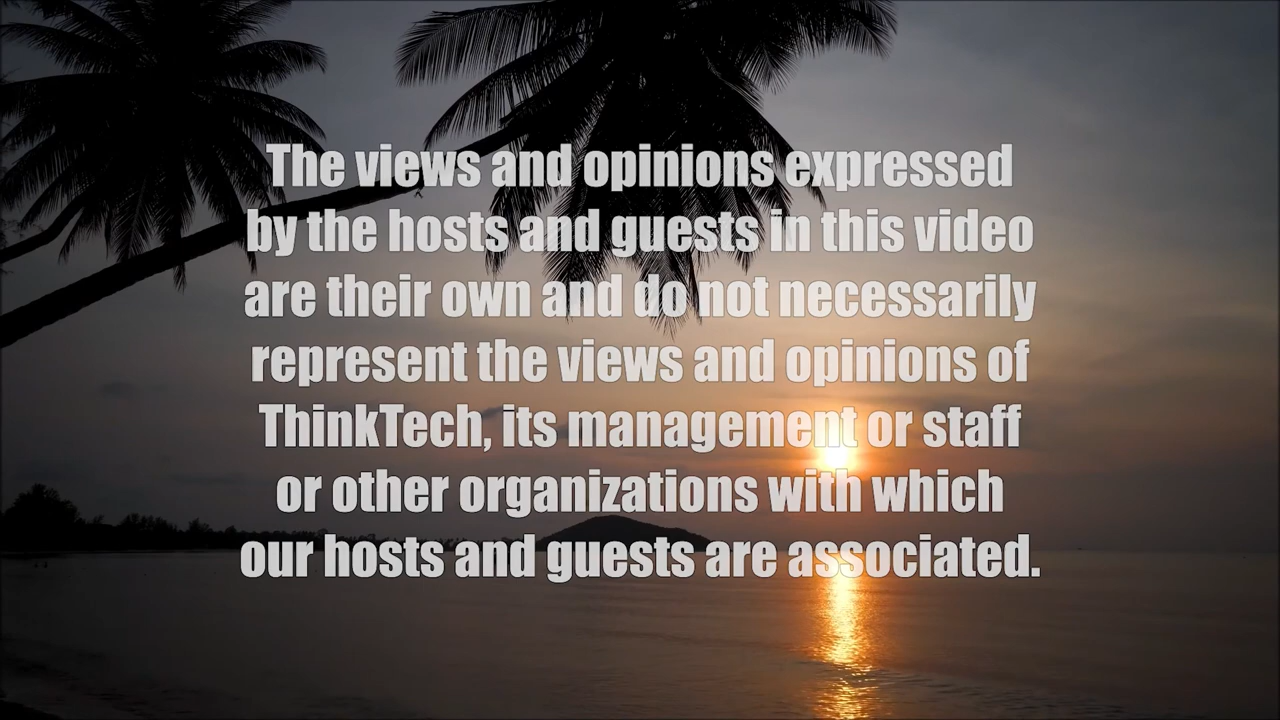 The views and opinions expressed
by the hosts and guests in this video
are their own and do not necessarily
represent the views and opinions of
ThinkTech, its management or staff
or other organizations with which
our hosts and guests are associated.